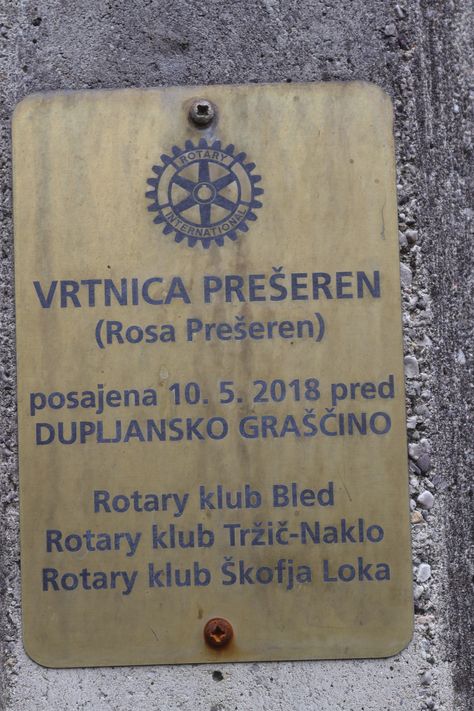 ROTARY
INTERNATIONAL
VRTNICA PREŠEREN
(Rosa Prešeren)
posajena 10. 5. 2018 pred
DUPLJANSKO GRAŠČINO
Rotary klub Bled
Rotary klub Tržič-Naklo
Rotary klub Škofja Loka